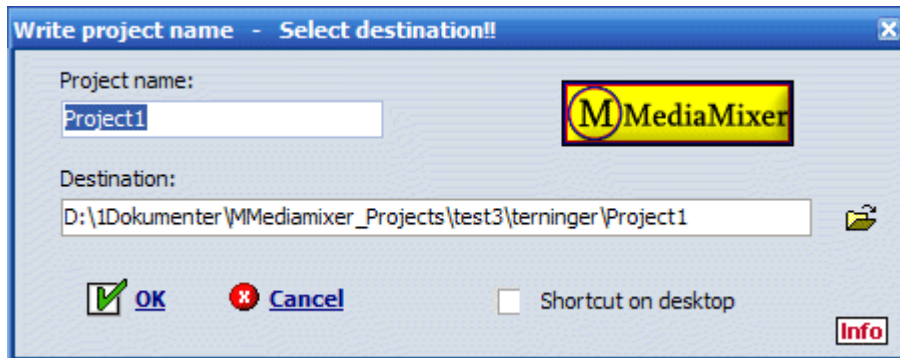 Write project name - Select destination!!
Project name:
Project1
M MediaMixer
Destination:
D:\1Dokumenter\MMediamixer_Projects\test3\terninger\Project1
OK Cancel Shortcut on desktop
Info